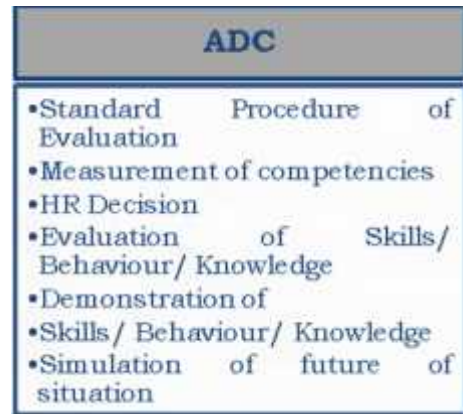 ADC
•Standard Procedure of
Evaluation
•Measurement of competencies
•HR Decision
•Evaluation of Skills/
Behaviour/ Knowledge
•Demonstration of
•Skills/ Behaviour/ Knowledge
•Simulation of future of
situation